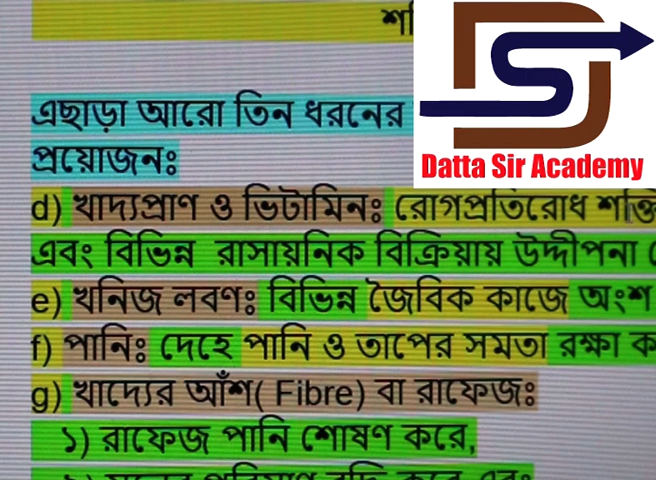 এছাড়া আরো তিন ধরনের
প্রয়োজনঃ
Datta Sir Academy
d) খাদ্যপ্রাণ ও ভিটামিনঃ রোগপ্রতিরোধ শক্তি
এবং বিভিন্ন রাসায়নিক বিক্রিয়ায় উদ্দীপনা
e) খনিজ লবণঃ বিভিন্ন জৈবিক কাজে অংশ
f) পানিঃ দেহে পানি ও তাপের সমতা রক্ষা ক
g) খাদ্যের আঁশ( Fibre) বা রাফেজঃ
১) রাফেজ পানি শোষণ করে,